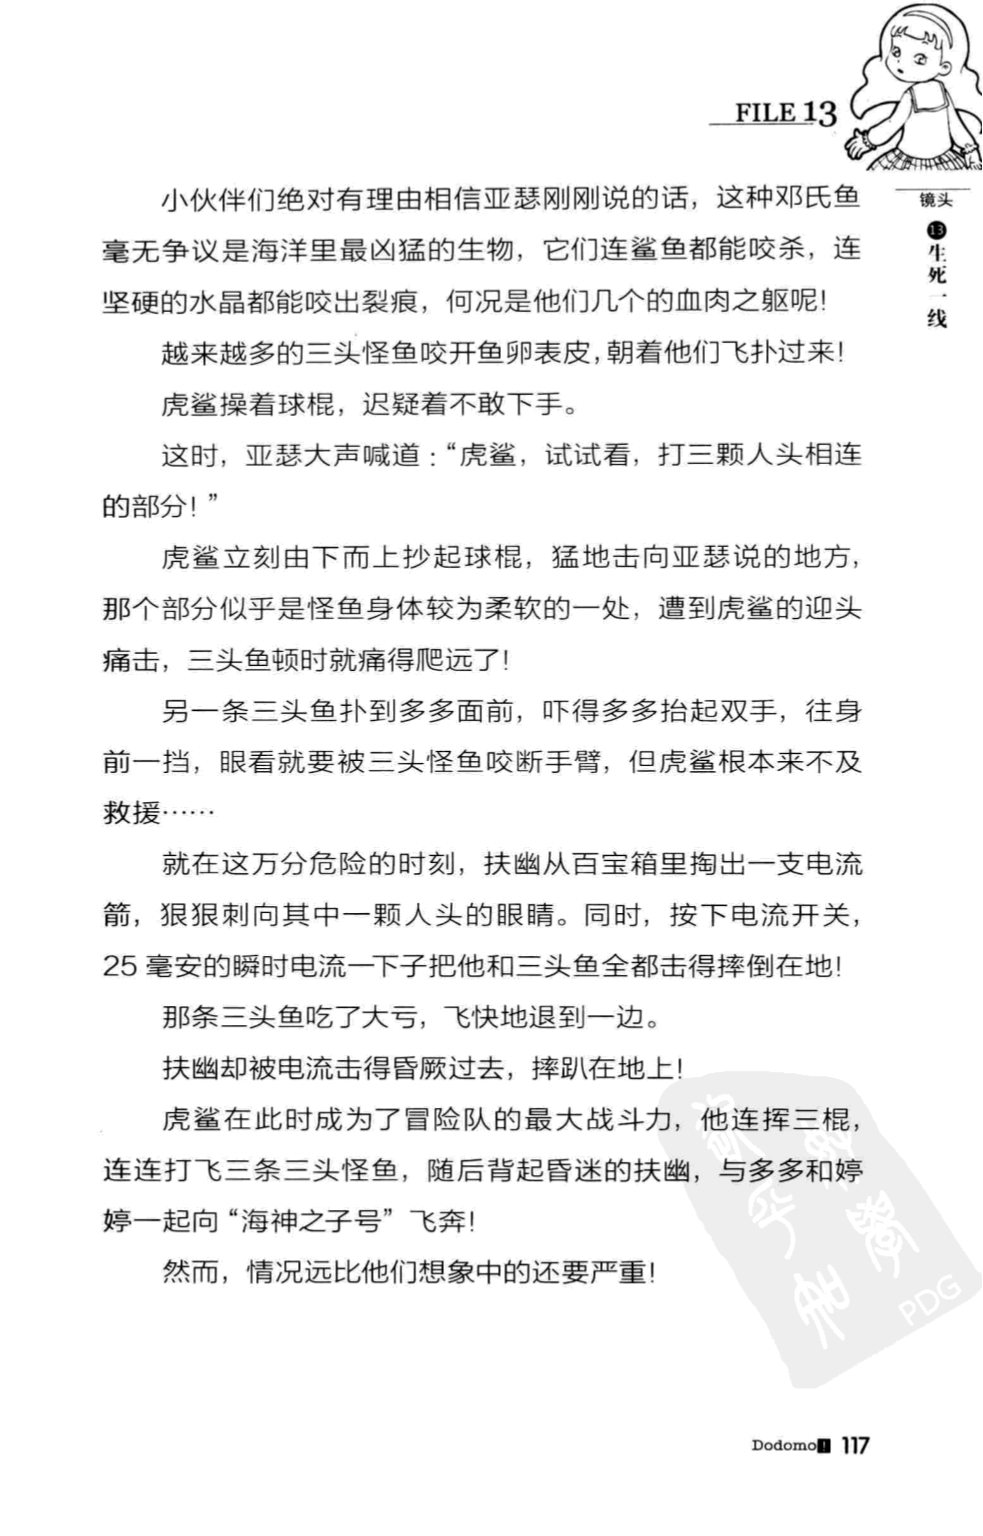 FILE 13
镜头
13
生死一线
小伙伴们绝对有理由相信亚瑟刚刚说的话，这种邓氏鱼
毫无争议是海洋里最凶猛的生物，它们连鲨鱼都能咬杀，连
坚硬的水晶都能咬出裂痕，何况是他们几个的血肉之躯呢！
越来越多的三头怪鱼咬开鱼卵表皮，朝着他们飞扑过来！
虎鲨操着球棍，迟疑着不敢下手。
这时，亚瑟大声喊道：“虎鲨，试试看，打三颗人头相连
的部分！”
虎鲨立刻由下而上抄起球棍，猛地击向亚瑟说的地方，
那个部分似乎是怪鱼身体较为柔软的一处，遭到虎鲨的迎头
痛击，三头鱼顿时就痛得爬远了！
另一条三头鱼扑到多多面前，吓得多多抬起双手，往身
前一挡，眼看就要被三头怪鱼咬断手臂，但虎鲨根本来不及
救援……
就在这万分危险的时刻，扶幽从百宝箱里掏出一支电流
箭，狠狠刺向其中一颗人头的眼睛。同时，按下电流开关，
25 毫安的瞬时电流一下子把他和三头鱼全都击得摔倒在地！
那条三头鱼吃了大亏，飞快地退到一边。
扶幽却被电流击得昏厥过去，摔趴在地上！
虎鲨在此时成为了冒险队的最大战斗力，他连挥三棍，
连连打飞三条三头怪鱼，随后背起昏迷的扶幽，与多多和婷
婷一起向“海神之子号”飞奔！
然而，情况远比他们想象中的还要严重！
PDG
Dodomo! 117